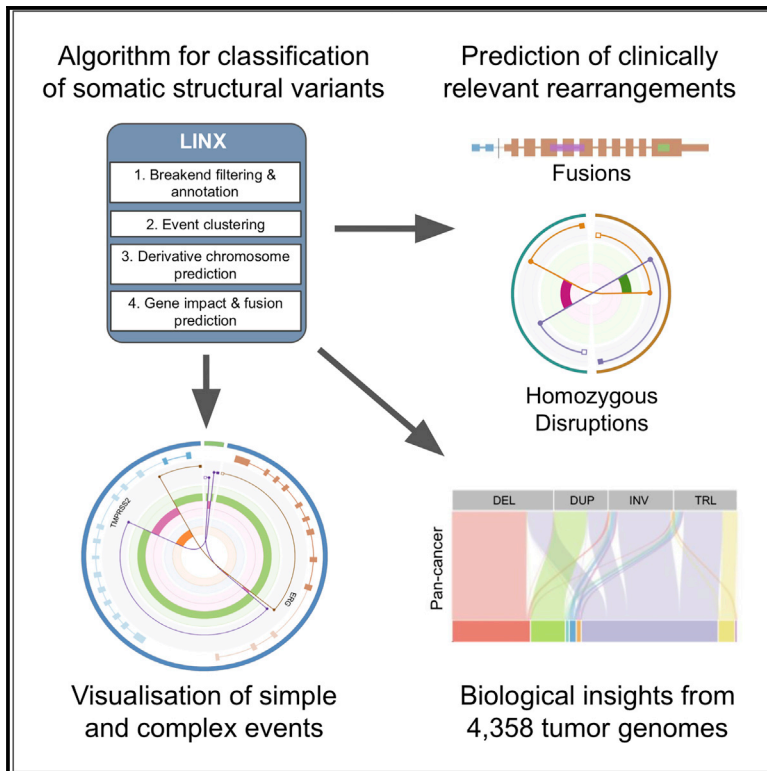 Algorithm for classification
of somatic structural variants
LINX
1. Breakend filtering &
annotation
2. Event clustering
3. Derivative chromosome
prediction
4. Gene impact & fusion
prediction
Prediction of clinically
relevant rearrangements
Fusions
Homozygous
Disruptions
TMPRSS2
ERG
Visualisation of simple
and complex events
DEL
DUP
INV
TRL
Pan-cancer
Biological insights from
4,358 tumor genomes